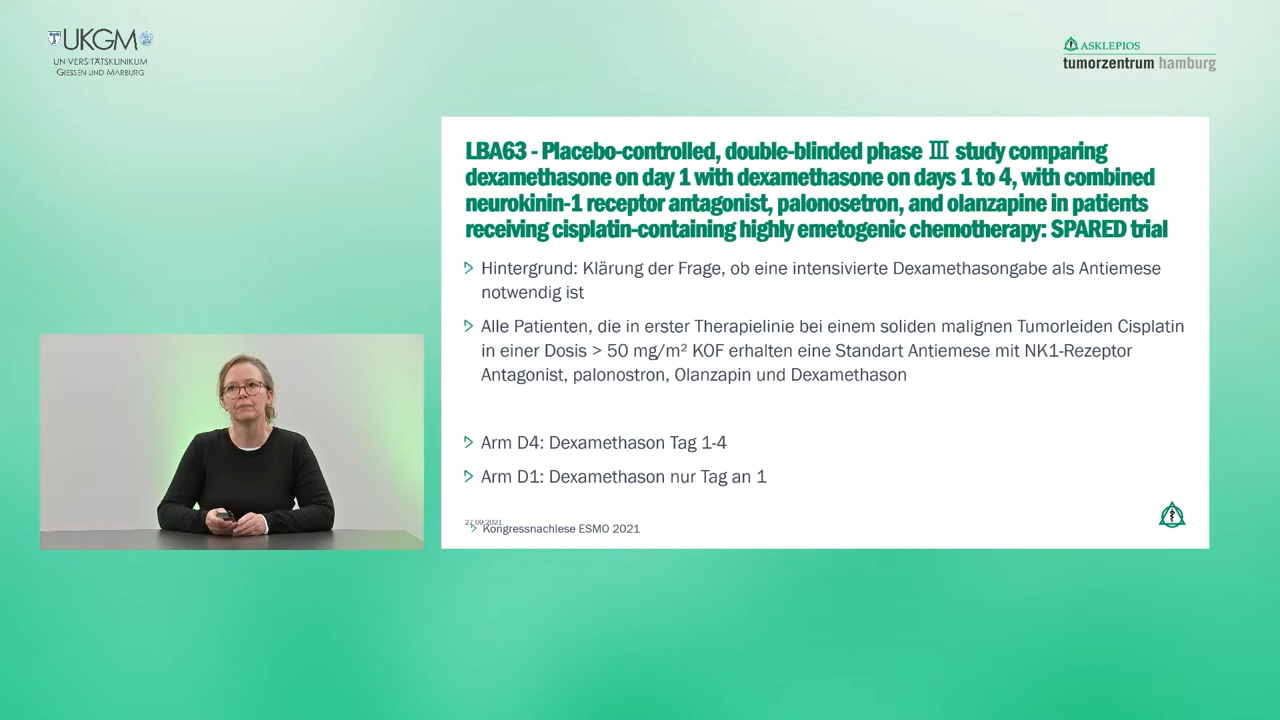 UKGM
UNIVERSITÄTSKLINIKUM
GIESSEN UND MARBURG
ASKLEPIOS
tumorzentrum hamburg
LBA63 - Placebo-controlled, double-blinded phase Ⅲ study comparing
dexamethasone on day 1 with dexamethasone on days 1 to 4, with combined
neurokinin-1 receptor antagonist, palonosetron, and olanzapine in patients
receiving cisplatin-containing highly emetogenic chemotherapy: SPARED trial
Hintergrund: Klärung der Frage, ob eine intensivierte Dexamethasongabe als Antiemese
notwendig ist
Alle Patienten, die in erster Therapielinie bei einem soliden malignen Tumorleiden Cisplatin
in einer Dosis > 50 mg/m² KOF erhalten eine Standart Antiemese mit NK1-Rezeptor
Antagonist, palonostron, Olanzapin und Dexamethason
Arm D4: Dexamethason Tag 1-4
Arm D1: Dexamethason nur Tag an 1
27.09.2021
Kongressnachlese ESMO 2021